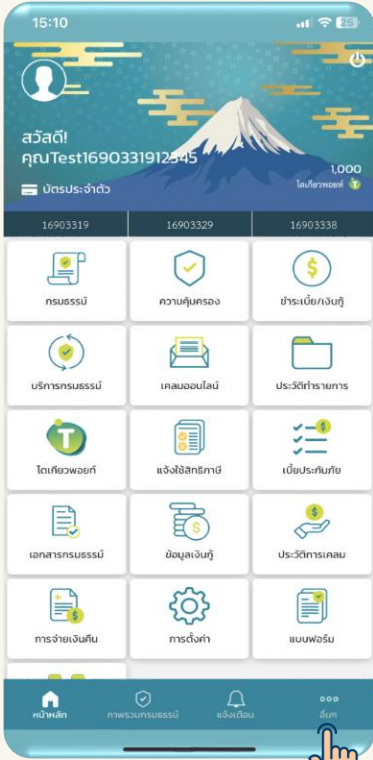 15:10
25
สวัสดี!
คุณTest1690331912345
บัตรประจำตัว
1,000
โตเกียวพอยท์
16903319 16903329 16903338
กรมธรรม์ ความคุ้มครอง ชำระเบี้ย/เงินกู้
บริการกรมธรรม์ เคลมออนไลน์ ประวัติทำรายการ
โตเกียวพอยท์ แจ้งใช้สิทธิภาษี เบี้ยประกันภัย
เอกสารกรมธรรม์ ข้อมูลเงินกู้ ประวัติการเคลม
การจ่ายเงินคืน การตั้งค่า แบบฟอร์ม
หน้าหลัก ภาพรวมกรมธรรม์ แจ้งเตือน อื่นๆ